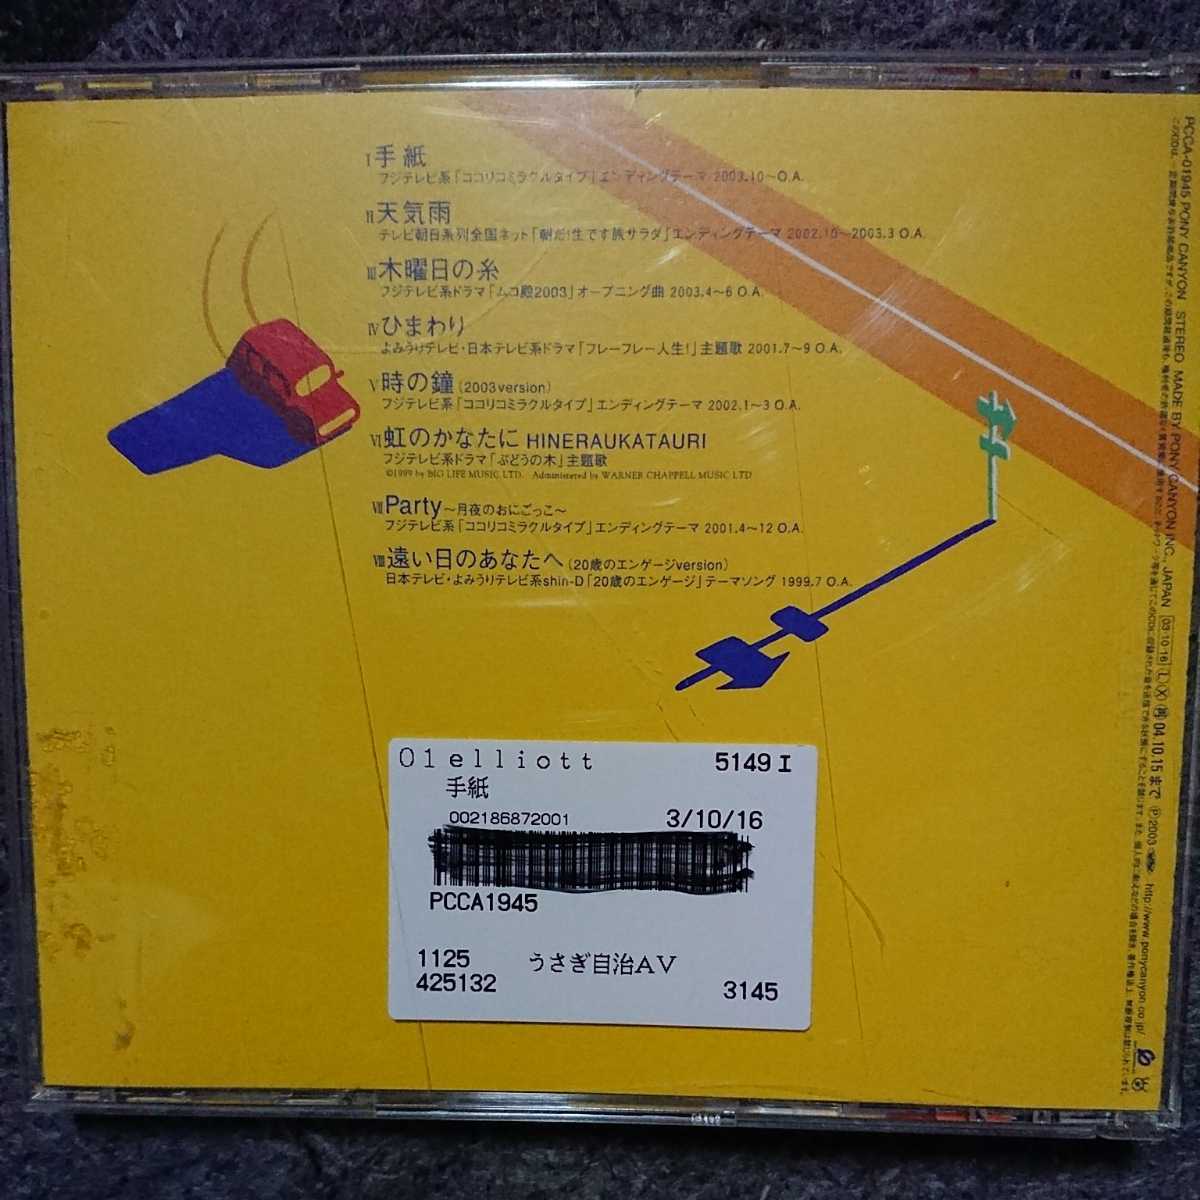 I 手紙
フジテレビ系「ココリコミラクルタイプ」エンディングテーマ 2003.10〜O.A.
II 天気雨
テレビ朝日系列全国ネット「朝だ!生です旅サラダ」エンディングテーマ 2002.10〜2003.3 O.A.
III 木曜日の糸
フジテレビ系ドラマ「ムコ殿2003」オープニング曲 2003.4〜6 O.A.
IV ひまわり
よみうりテレビ・日本テレビ系ドラマ「フレーフレー人生!」主題歌 2001.7〜9 O.A.
V 時の鐘 (2003version)
フジテレビ系「ココリコミラクルタイプ」エンディングテーマ 2002.1〜3 O.A.
VI 虹のかなたに HINERAUKATAURI
フジテレビ系ドラマ「ぶどうの木」主題歌
©1999 by BIG LIFE MUSIC LTD. Administered by WARNER CHAPPELL MUSIC LTD
VII Party〜月夜のおにごっこ〜
フジテレビ系「ココリコミラクルタイプ」エンディングテーマ 2001.4〜12 O.A.
VIII 遠い日のあなたへ (20歳のエンゲージversion)
日本テレビ・よみうりテレビ系shin-D「20歳のエンゲージ」テーマソング 1999.7 O.A.
PCCA-01945 PONY CANYON STEREO MADE BY PONY CANYON INC., JAPAN 03・10・16 L X 再 04.10.15 まで ℗2003 http://www.ponycanyon.co.jp/
01elliott 5149I
手紙
002186872001 3/10/16
PCCA1945
1125 うさぎ自治AV
425132 3145